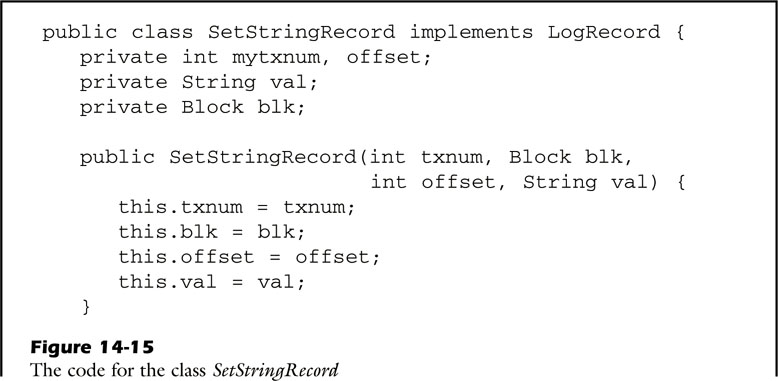 public class SetStringRecord implements LogRecord {
private int mytxnum, offset;
private String val;
private Block blk;
public SetStringRecord(int txnum, Block blk,
int offset, String val) {
this.txnum = txnum;
this.blk = blk;
this.offset = offset;
this.val = val;
}
Figure 14-15
The code for the class SetStringRecord